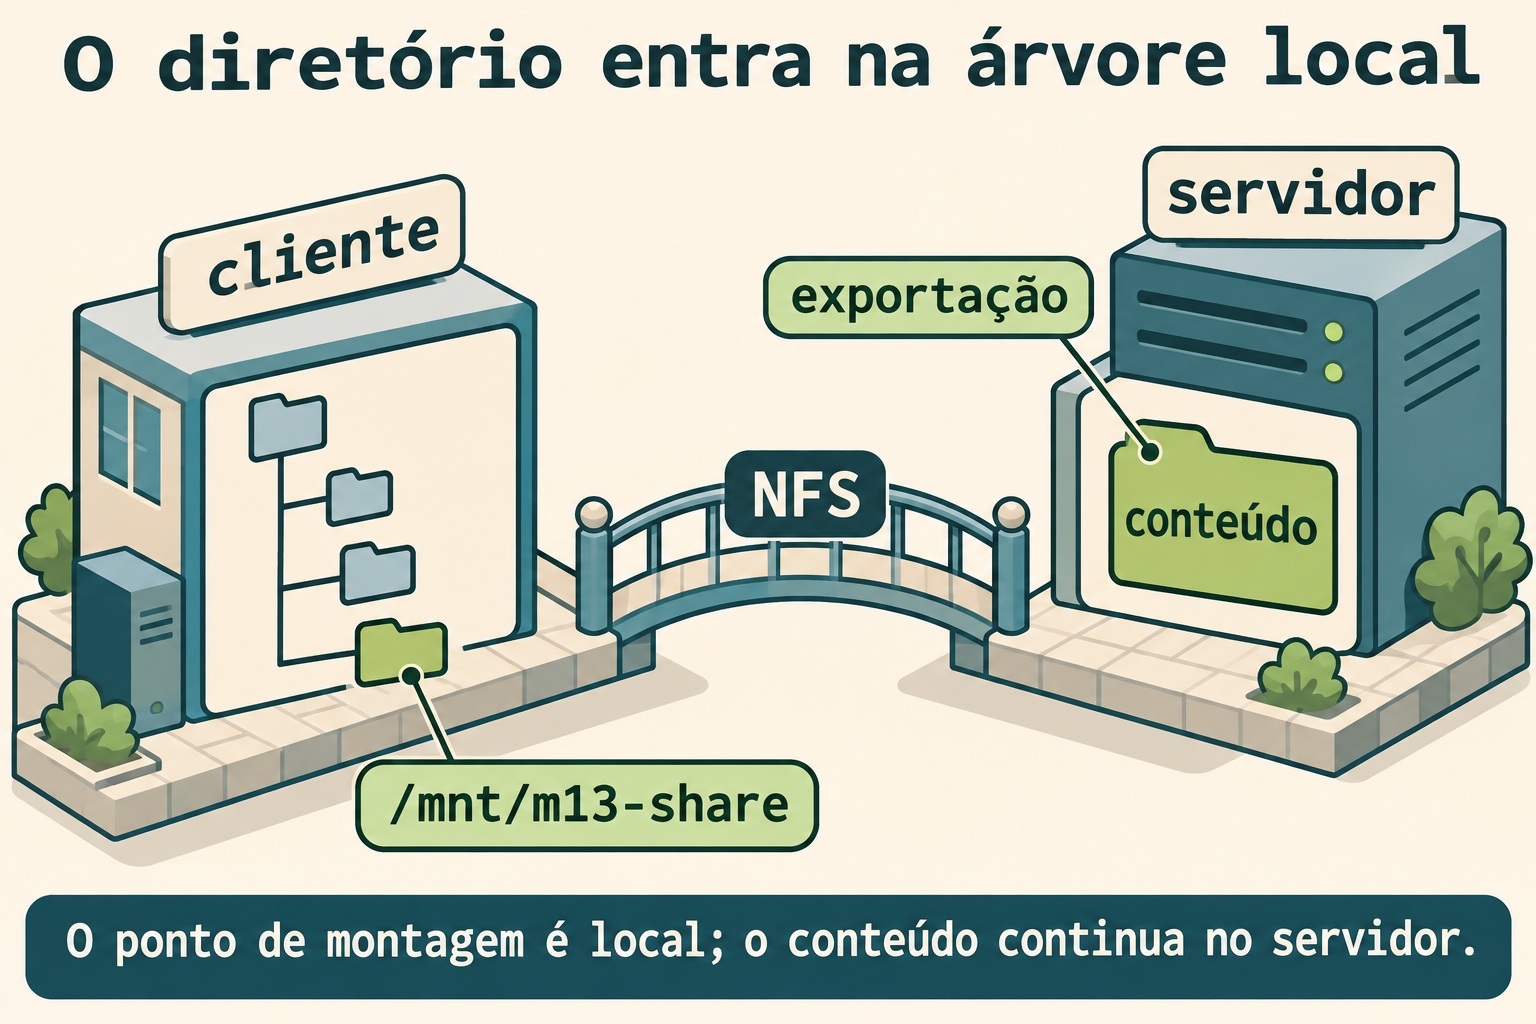 O diretório entra na árvore local
cliente
servidor
exportação
NFS
conteúdo
/mnt/m13-share
O ponto de montagem é local; o conteúdo continua no servidor.